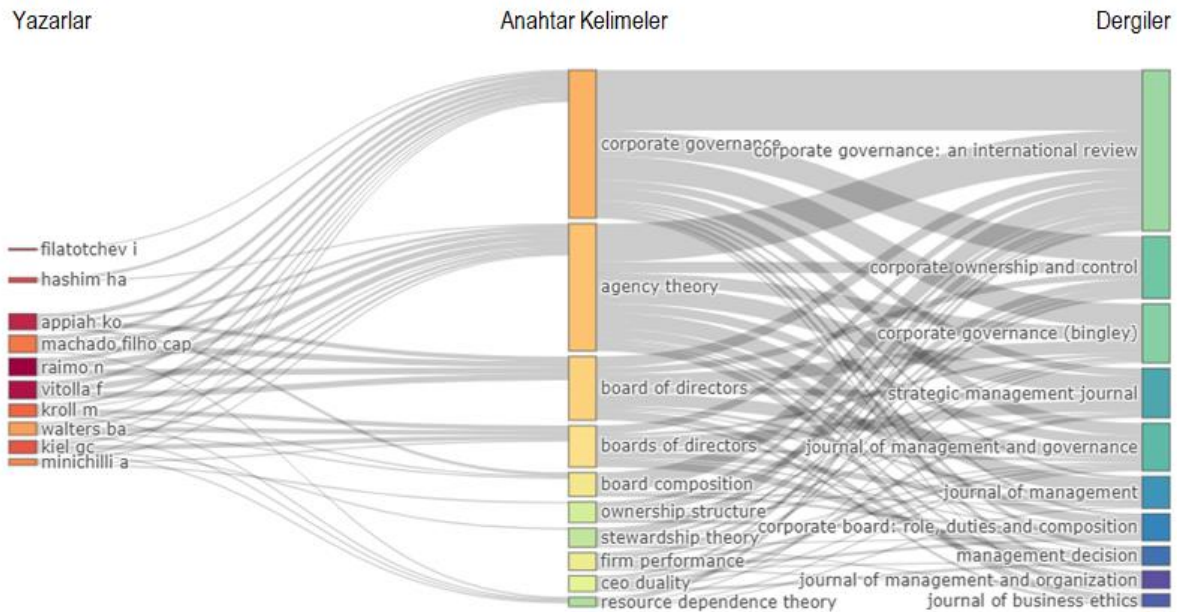 Yazarlar
Anahtar Kelimeler
Dergiler
filatotchev i
hashim ha
appiah ko
machado filho cap
raimo n
vitolla f
kroll m
walters ba
kiel gc
minichilli a
corporate governance
agency theory
board of directors
boards of directors
board composition
ownership structure
stewardship theory
firm performance
ceo duality
resource dependence theory
corporate governance: an international review
corporate ownership and control
corporate governance (bingley)
strategic management journal
journal of management and governance
journal of management
corporate board: role, duties and composition
management decision
journal of management and organization
journal of business ethics